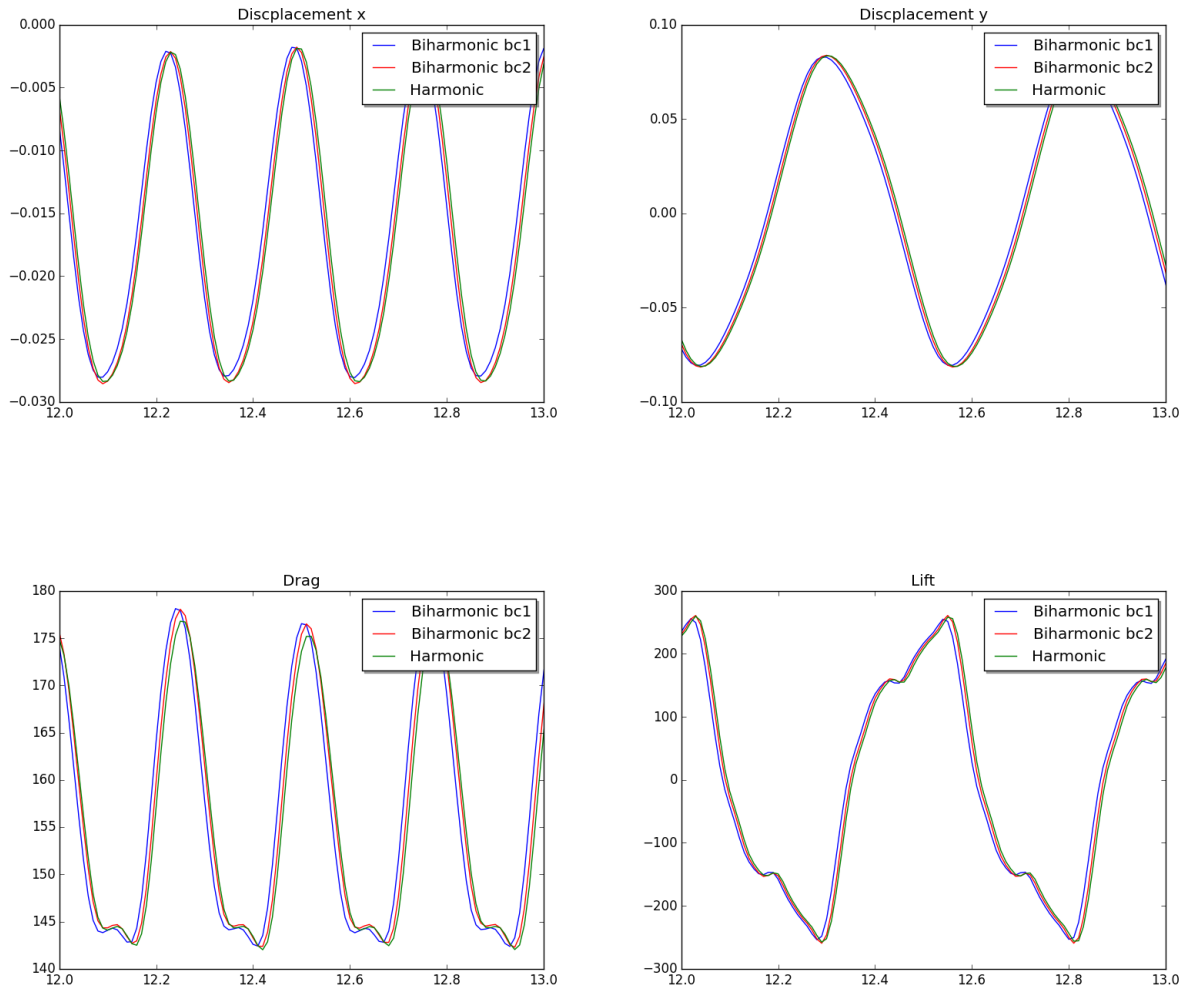 Discplacement x
0.000
−0.005
−0.010
−0.015
−0.020
−0.025
−0.030
12.0 12.2 12.4 12.6 12.8 13.0
Biharmonic bc1
Biharmonic bc2
Harmonic
Discplacement y
0.10
0.05
0.00
−0.05
−0.10
12.0 12.2 12.4 12.6 12.8 13.0
Biharmonic bc1
Biharmonic bc2
Harmonic
Drag
180
175
170
165
160
155
150
145
140
12.0 12.2 12.4 12.6 12.8 13.0
Biharmonic bc1
Biharmonic bc2
Harmonic
Lift
300
200
100
0
−100
−200
−300
12.0 12.2 12.4 12.6 12.8 13.0
Biharmonic bc1
Biharmonic bc2
Harmonic